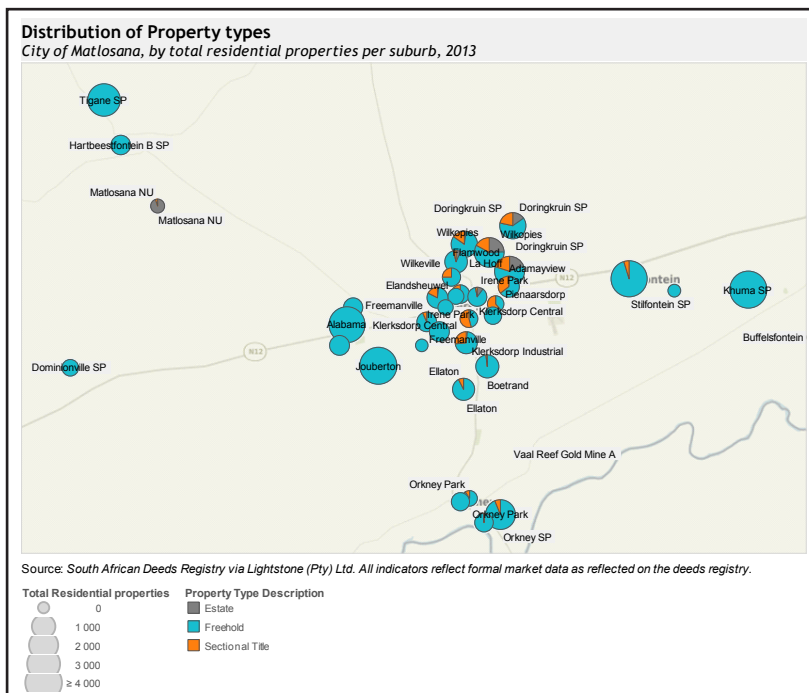 Distribution of Property types
City of Matlosana, by total residential properties per suburb, 2013
Tigane SP
Hartbeestfontein B SP
Matlosana NU
Matlosana NU
Doringkruin SP
Doringkruin SP
Wilkopies
Wilkopies
Doringkruin SP
Flamwood
Wilkeville
La Hoff
Adamayview
N12
Irene Park
Elandsheuwel
Pienaarsdorp
Stilfontein SP
Khuma SP
Freemanville
Irene Park
Klerksdorp Central
Alabama
Klerksdorp Central
Freemanville
Buffelsfontein
N12
Klerksdorp Industrial
Dominionville SP
Jouberton
Ellaton
Boetrand
Ellaton
Vaal Reef Gold Mine A
Orkney Park
Orkney Park
Orkney SP
Source: South African Deeds Registry via Lightstone (Pty) Ltd. All indicators reflect formal market data as reflected on the deeds registry.
Total Residential properties
0
1 000
2 000
3 000
≥ 4 000
Property Type Description
Estate
Freehold
Sectional Title